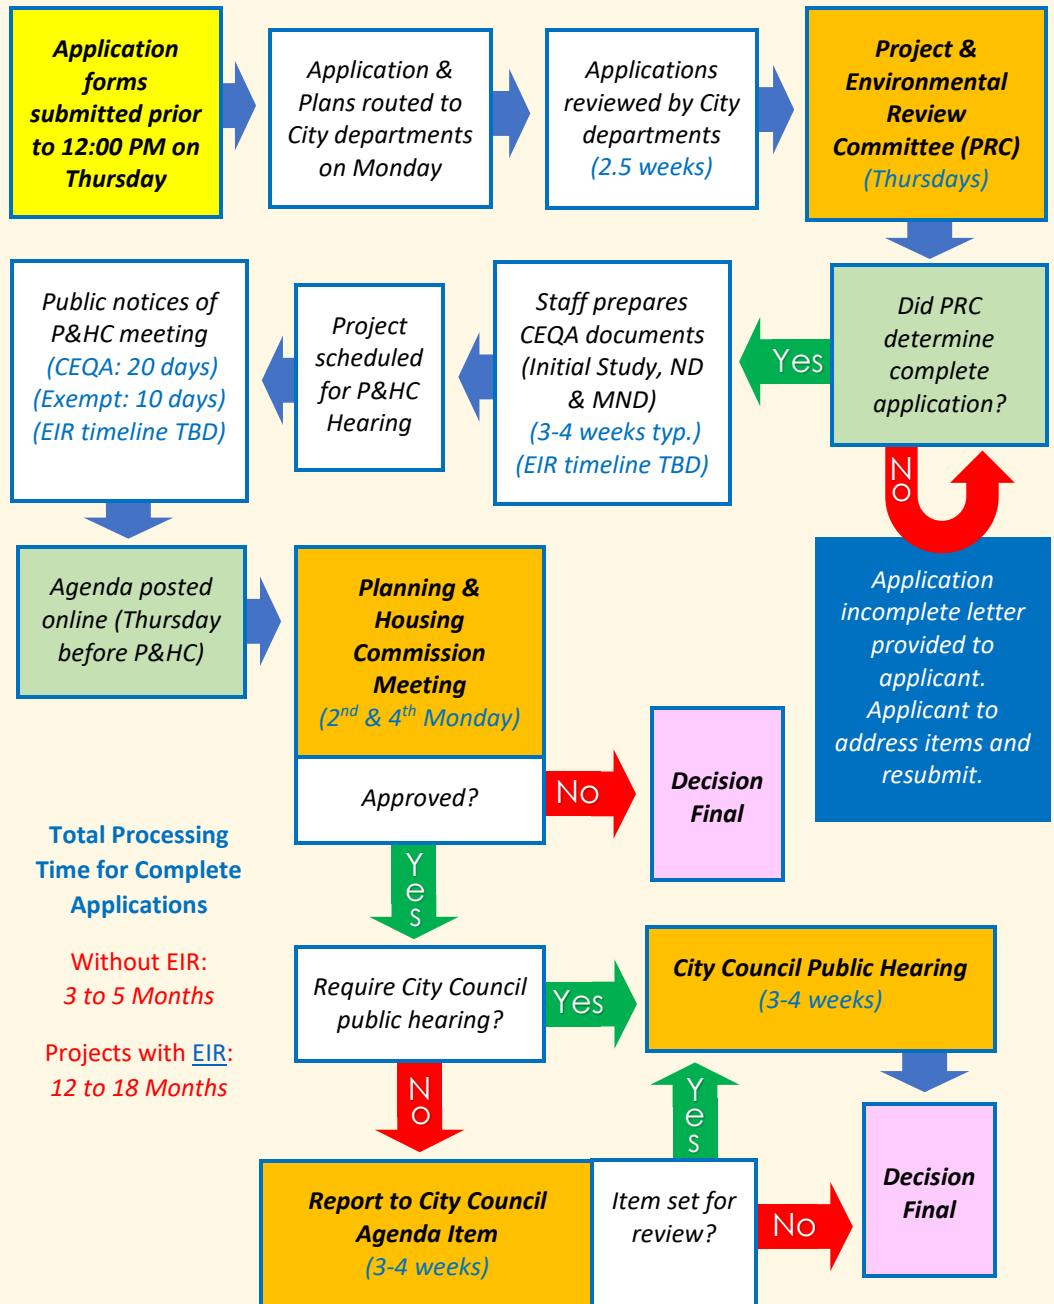 Application
forms
submitted prior
to 12:00 PM on
Thursday
Application &
Plans routed to
City departments
on Monday
Applications
reviewed by City
departments
(2.5 weeks)
Project &
Environmental
Review
Committee (PRC)
(Thursdays)
Did PRC
determine
complete
application?
Yes
No
Application
incomplete letter
provided to
applicant.
Applicant to
address items and
resubmit.
Staff prepares
CEQA documents
(Initial Study, ND
& MND)
(3-4 weeks typ.)
(EIR timeline TBD)
Project
scheduled
for P&HC
Hearing
Public notices of
P&HC meeting
(CEQA: 20 days)
(Exempt: 10 days)
(EIR timeline TBD)
Agenda posted
online (Thursday
before P&HC)
Planning &
Housing
Commission
Meeting
(2nd & 4th Monday)
Approved?
No
Decision
Final
Yes
Require City Council
public hearing?
Yes
City Council Public Hearing
(3-4 weeks)
No
Report to City Council
Agenda Item
(3-4 weeks)
Item set for
review?
Yes
No
Decision
Final
Total Processing
Time for Complete
Applications
Without EIR:
3 to 5 Months
Projects with EIR:
12 to 18 Months